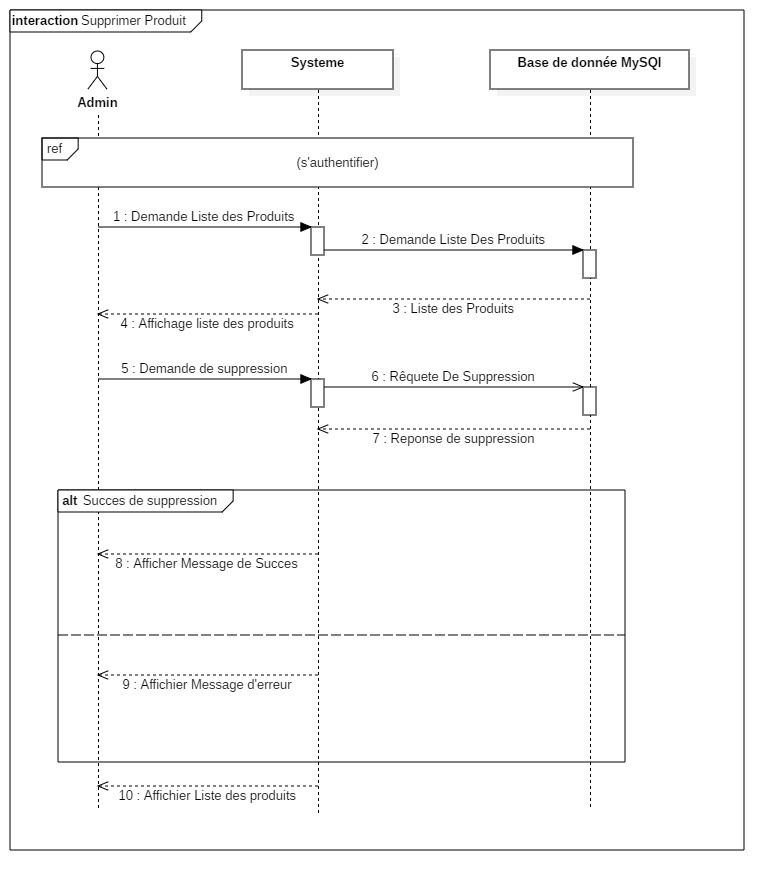 interaction Supprimer Produit
Systeme
Base de donnée MySQl
Admin
ref
(s'authentifier)
1 : Demande Liste des Produits
2 : Demande Liste Des Produits
3 : Liste des Produits
4 : Affichage liste des produits
5 : Demande de suppression
6 : Rêquete De Suppression
7 : Reponse de suppression
alt Succes de suppression
8 : Afficher Message de Succes
9 : Affichier Message d'erreur
10 : Affichier Liste des produits